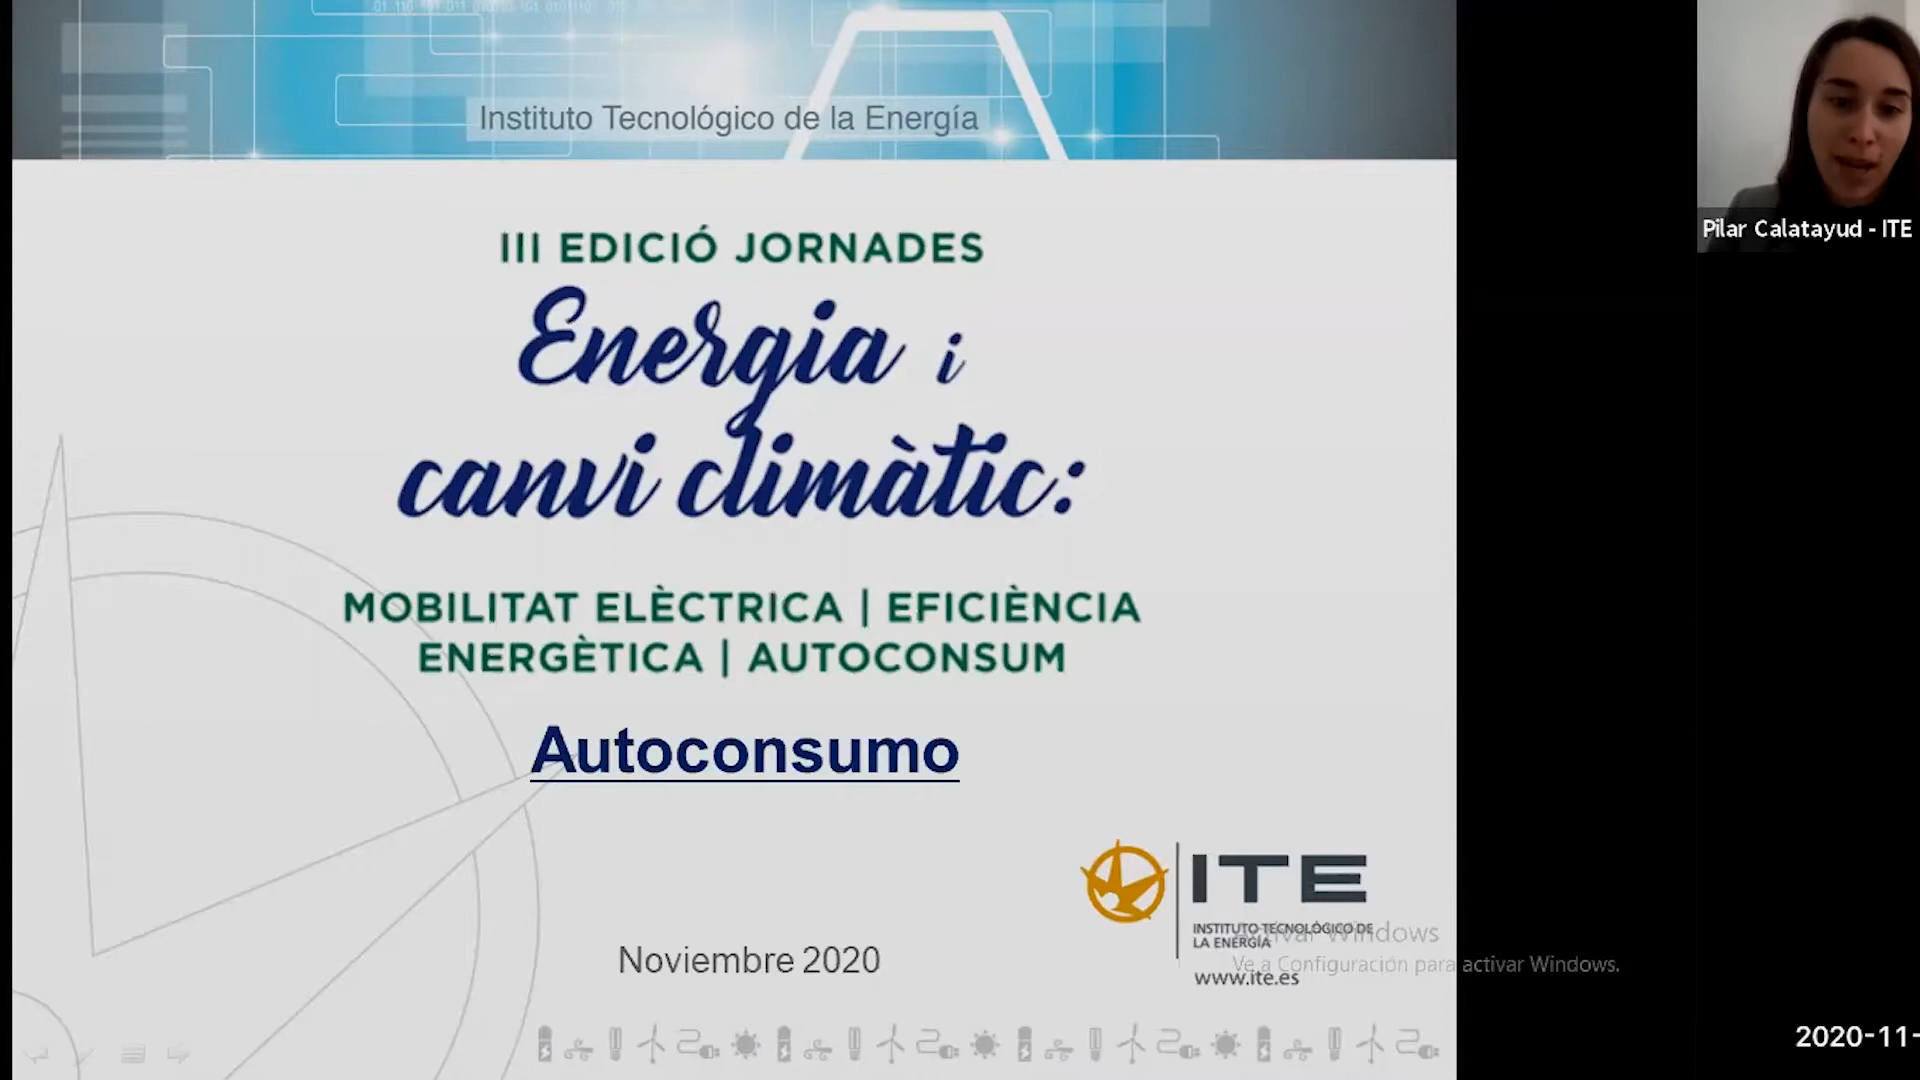 Instituto Tecnológico de la Energía
Pilar Calatayud - ITE
III EDICIÓ JORNADES
Energia i
canvi climàtic:
MOBILITAT ELÈCTRICA | EFICIÈNCIA
ENERGÈTICA | AUTOCONSUM
Autoconsumo
ITE
INSTITUTO TECNOLÓGICO DE
LA ENERGÍA
www.ite.es
Activar Windows
Ve a Configuración para activar Windows.
Noviembre 2020
2020-11-